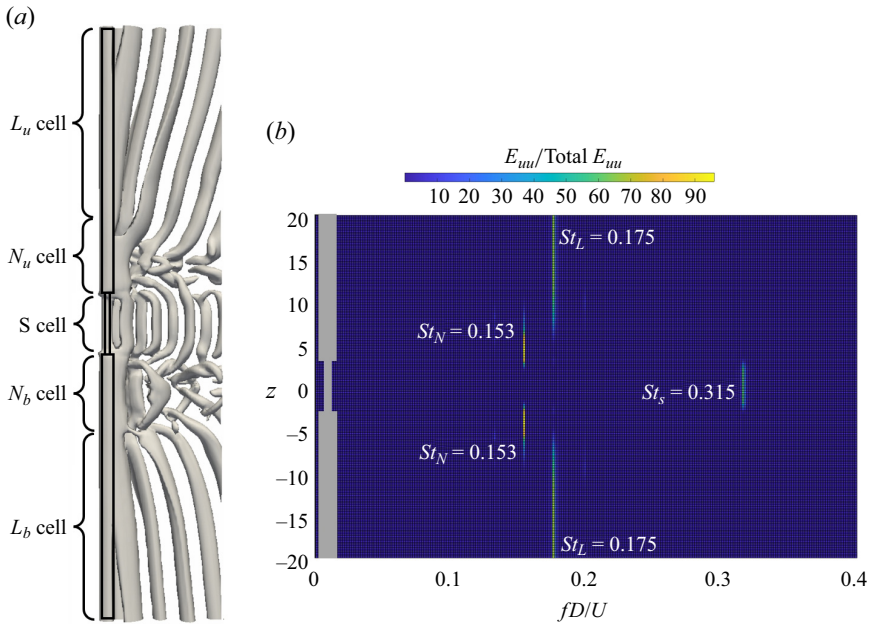 (a)
L_u cell
N_u cell
S cell
N_b cell
L_b cell
(b)
E_uu/Total E_uu
10 20 30 40 50 60 70 80 90
20
15
10
5
0
−5
−10
−15
−20
z
St_L = 0.175
St_N = 0.153
St_s = 0.315
St_N = 0.153
St_L = 0.175
0 0.1 0.2 0.3 0.4
fD/U